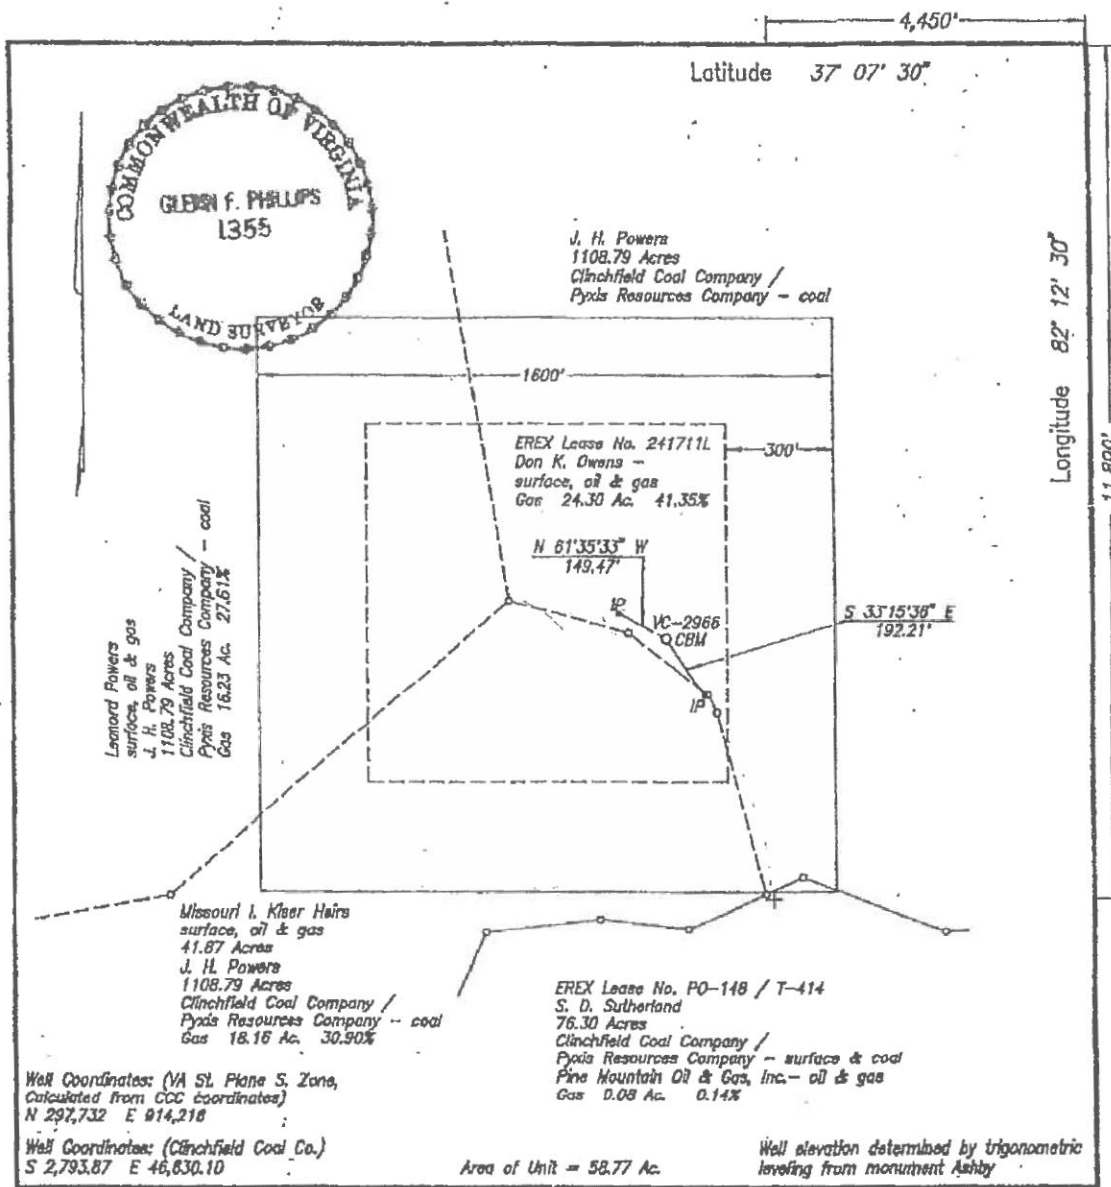 4,450'
Latitude 37° 07' 30"
COMMONWEALTH OF VIRGINIA
GLENN F. PHILLIPS
1355
LAND SURVEYOR
J. H. Powers
1108.79 Acres
Clinchfield Coal Company /
Pyxis Resources Company - coal
Longitude 82° 12' 30"
11,800'
1600'
EREX Lease No. 241711L
Don K. Owens -
surface, oil & gas
Gas 24.30 Ac. 41.35%
300'
N 61°35'33" W
149.47'
IP
VC-2966
CBM
S 33°15'36" E
192.21'
IP
Leonard Powers
surface, oil & gas
J. H. Powers
1108.79 Acres
Clinchfield Coal Company /
Pyxis Resources Company - coal
Gas 16.23 Ac. 27.61%
Missouri I. Kiser Heirs
surface, oil & gas
41.87 Acres
J. H. Powers
1108.79 Acres
Clinchfield Coal Company /
Pyxis Resources Company - coal
Gas 18.16 Ac. 30.90%
EREX Lease No. PO-148 / T-414
S. D. Sutherland
76.30 Acres
Clinchfield Coal Company /
Pyxis Resources Company - surface & coal
Pine Mountain Oil & Gas, Inc.- oil & gas
Gas 0.08 Ac. 0.14%
Well Coordinates: (VA St. Plane S. Zone,
Calculated from CCC coordinates)
N 297,732 E 914,216
Well Coordinates: (Clinchfield Coal Co.)
S 2,793.87 E 46,630.10
Area of Unit = 58.77 Ac.
Well elevation determined by trigonometric
leveling from monument Ashby